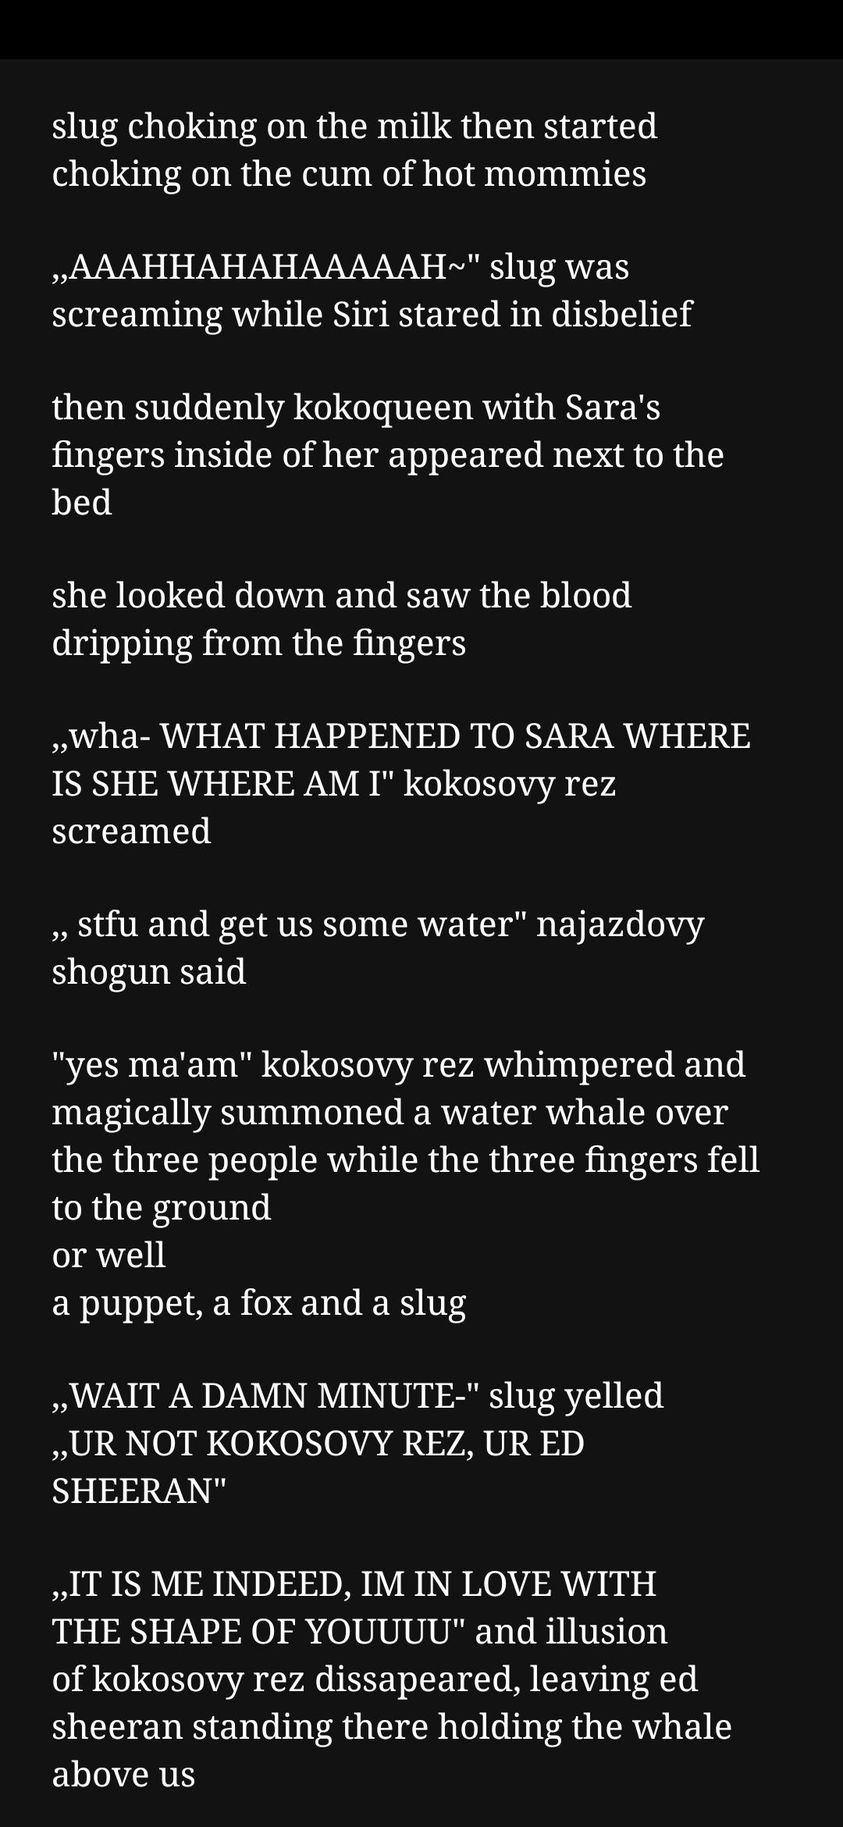 slug choking on the milk then started
choking on the cum of hot mommies
,,AAAHHAHAHAAAAAH~" slug was
screaming while Siri stared in disbelief
then suddenly kokoqueen with Sara's
fingers inside of her appeared next to the
bed
she looked down and saw the blood
dripping from the fingers
,,wha- WHAT HAPPENED TO SARA WHERE
IS SHE WHERE AM I" kokosovy rez
screamed
,, stfu and get us some water" najazdovy
shogun said
"yes ma'am" kokosovy rez whimpered and
magically summoned a water whale over
the three people while the three fingers fell
to the ground
or well
a puppet, a fox and a slug
,,WAIT A DAMN MINUTE-" slug yelled
,,UR NOT KOKOSOVY REZ, UR ED
SHEERAN"
,,IT IS ME INDEED, IM IN LOVE WITH
THE SHAPE OF YOUUUU" and illusion
of kokosovy rez dissapeared, leaving ed
sheeran standing there holding the whale
above us